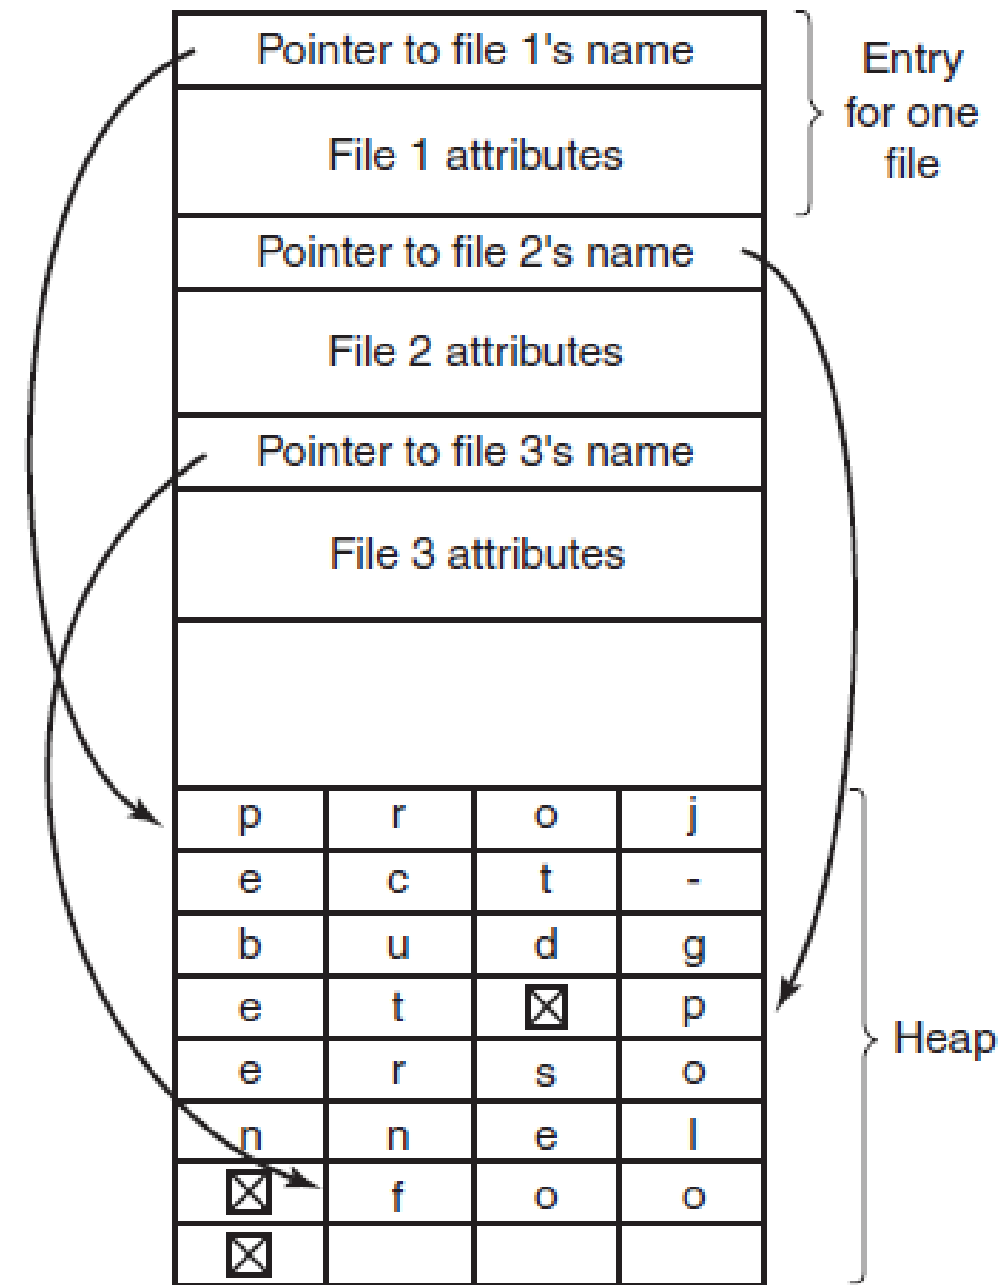 Pointer to file 1's name
File 1 attributes
Entry
for one
file
Pointer to file 2's name
File 2 attributes
Pointer to file 3's name
File 3 attributes
p r o j
e c t -
b u d g
e t ☒ p
e r s o
n n e l
☒ f o o
☒
Heap